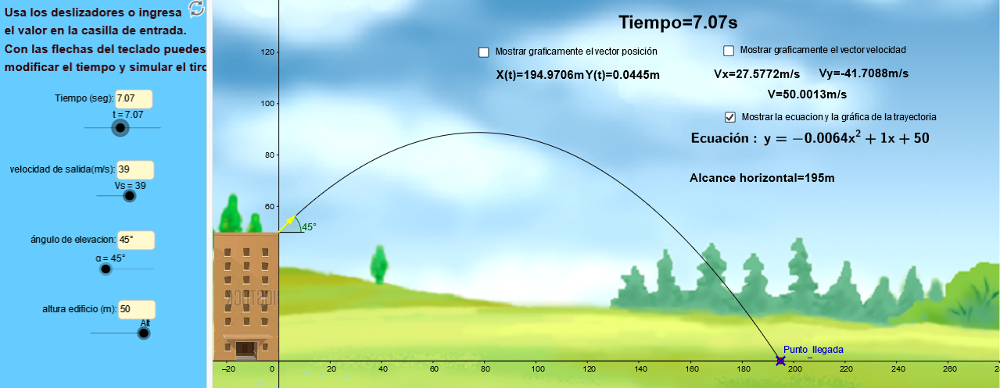 Usa los deslizadores o ingresa
el valor en la casilla de entrada.
Con las flechas del teclado puedes
modificar el tiempo y simular el tiro
Tiempo (seg): 7.07
t = 7.07
velocidad de salida(m/s): 39
Vs = 39
ángulo de elevacion: 45°
α = 45°
altura edificio (m): 50
Alt
Tiempo=7.07s
Mostrar graficamente el vector posición
Mostrar graficamente el vector velocidad
X(t)=194.9706m Y(t)=0.0445m
Vx=27.5772m/s Vy=-41.7088m/s
V=50.0013m/s
Mostrar la ecuacion y la gráfica de la trayectoria
Ecuación : y = −0.0064x² + 1x + 50
Alcance horizontal=195m
120
100
80
60
45°
Punto_llegada
−20 0 20 40 60 80 100 120 140 160 180 200 220 240 260